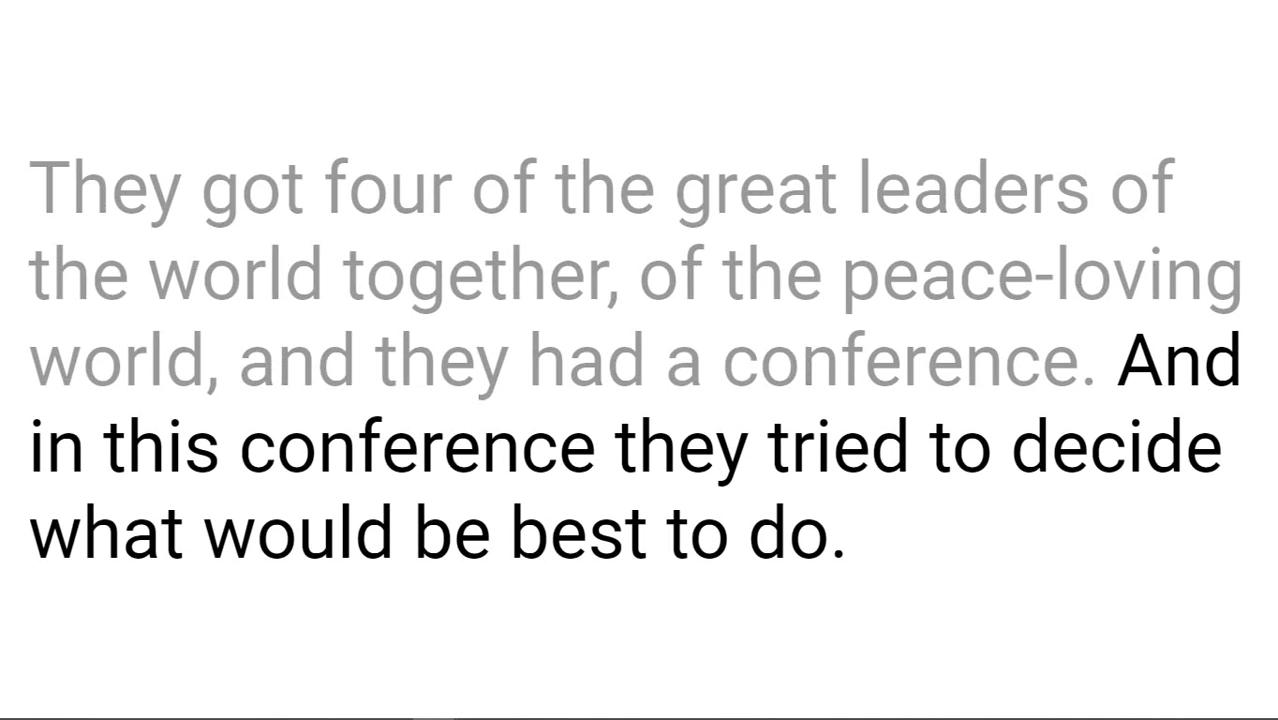 They got four of the great leaders of
the world together, of the peace-loving
world, and they had a conference. And
in this conference they tried to decide
what would be best to do.